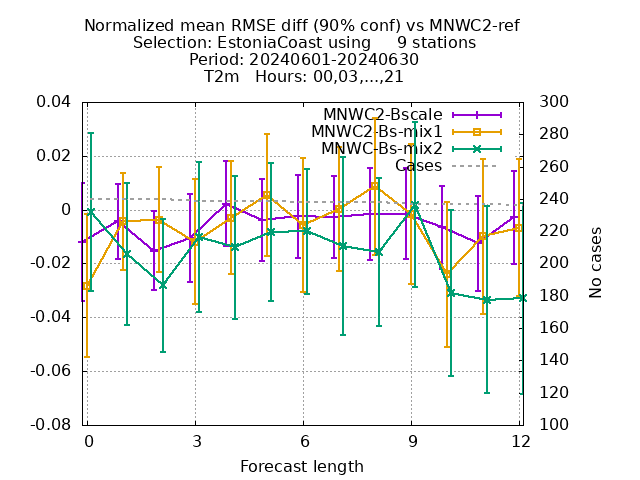 Normalized mean RMSE diff (90% conf) vs MNWC2-ref
Selection: EstoniaCoast using 9 stations
Period: 20240601-20240630
T2m Hours: 00,03,...,21
0.04
0.02
0
-0.02
-0.04
-0.06
-0.08
300
280
260
240
220
200
180
160
140
120
100
MNWC2-Bscale
MNWC2-Bs-mix1
MNWC-Bs-mix2
Cases
No cases
0 3 6 9 12
Forecast length